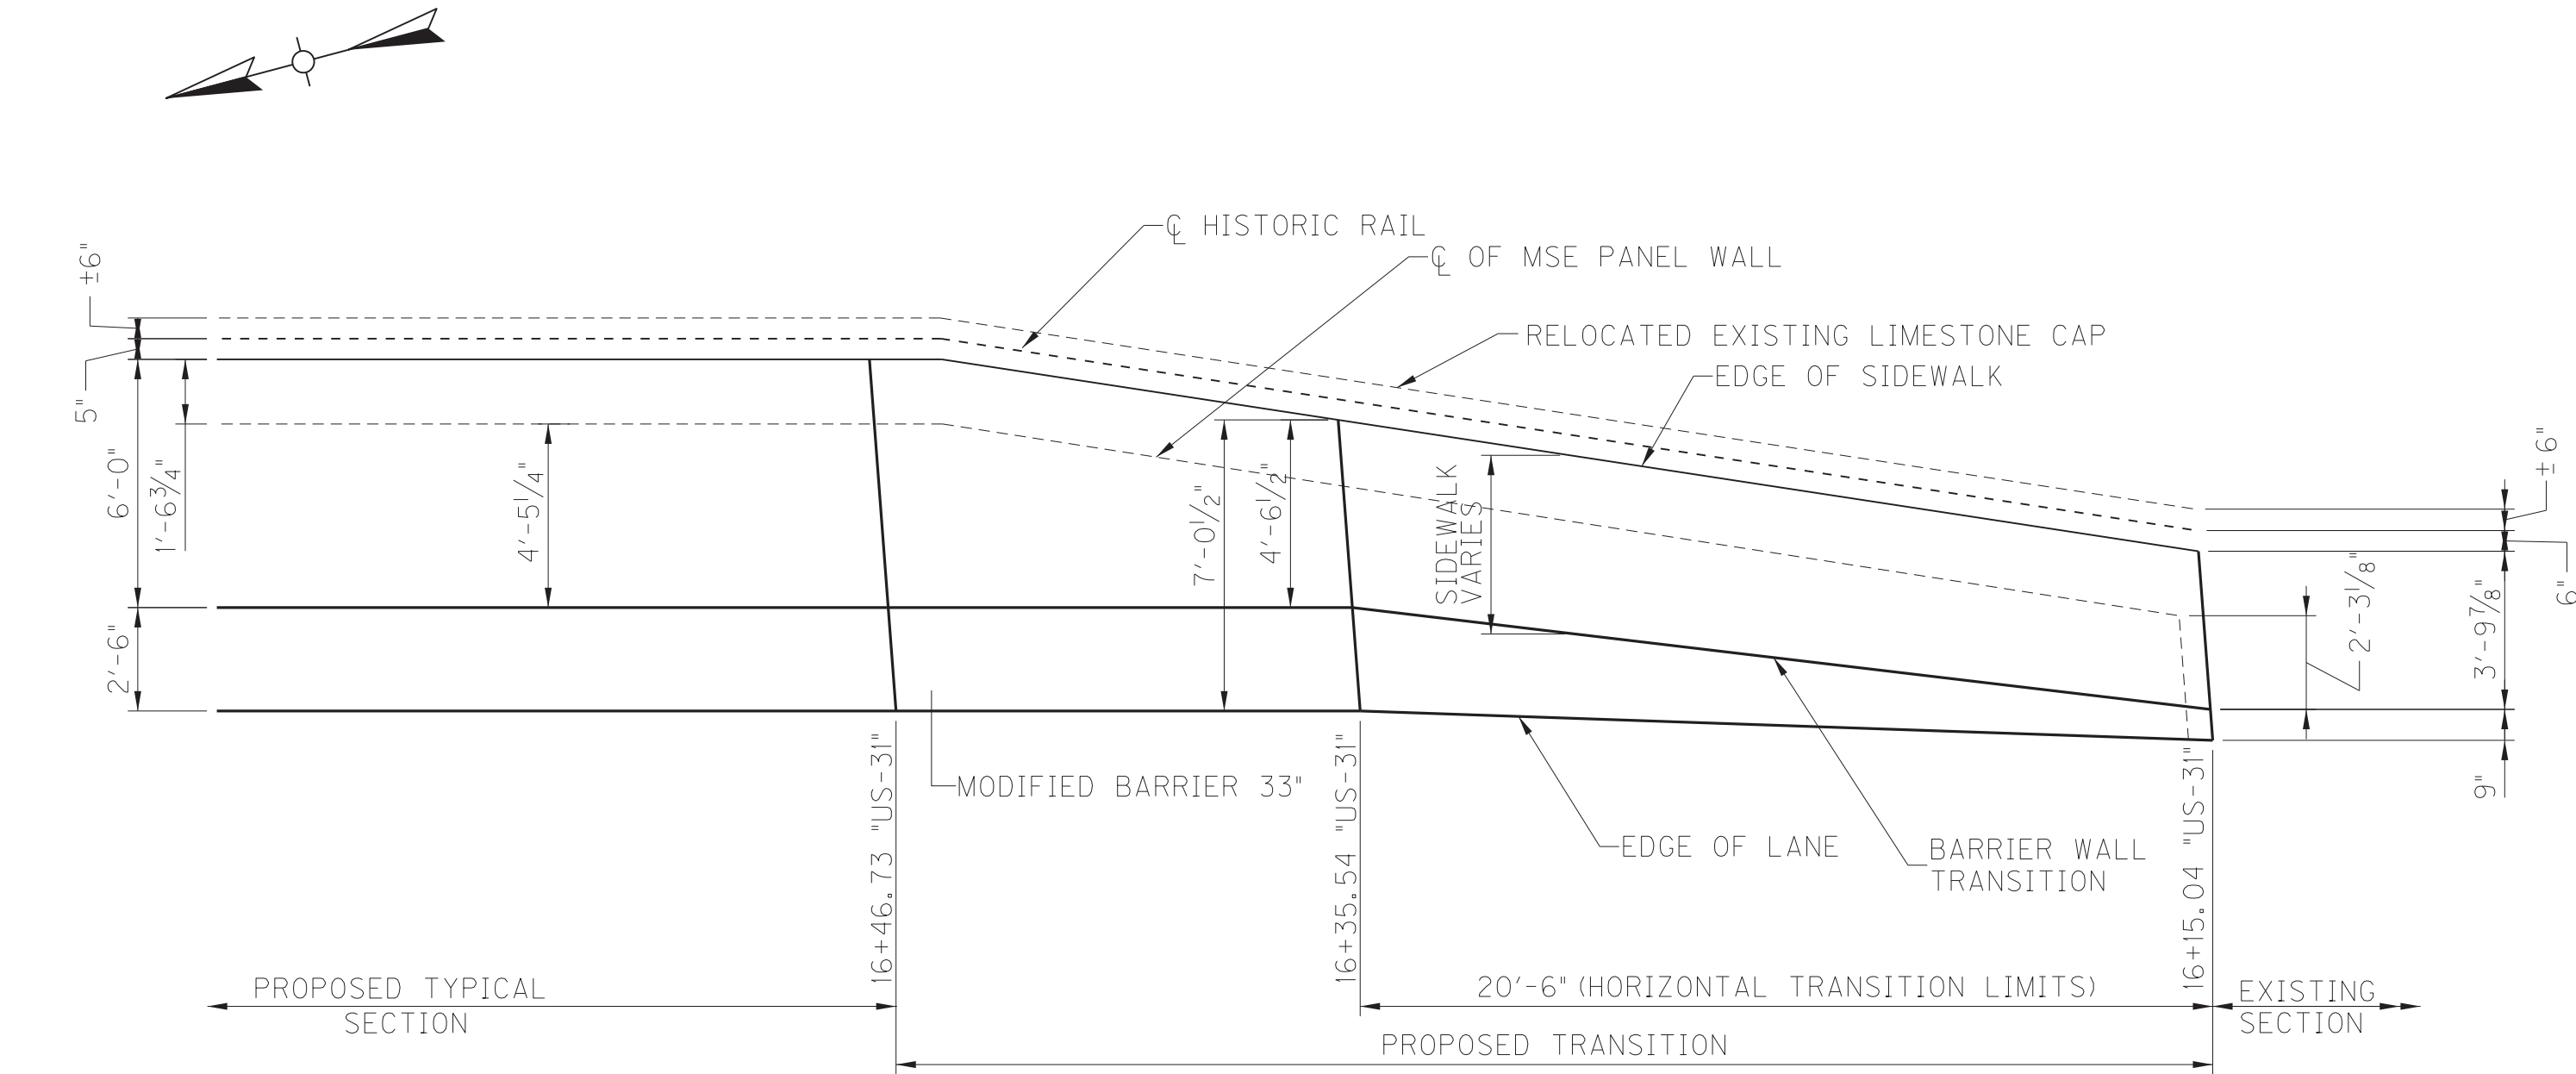 ℄ HISTORIC RAIL
℄ OF MSE PANEL WALL
RELOCATED EXISTING LIMESTONE CAP
EDGE OF SIDEWALK
±6"
5"
6'-0"
1'-6¾"
2'-6"
4'-5¼"
7'-0½"
4'-6½"
SIDEWALK
VARIES
±6"
6"
2'-3⅛"
3'-9⅞"
9"
16+46.73 "US-31"
16+35.54 "US-31"
16+15.04 "US-31"
MODIFIED BARRIER 33"
EDGE OF LANE
BARRIER WALL
TRANSITION
PROPOSED TYPICAL
SECTION
20'-6" (HORIZONTAL TRANSITION LIMITS)
EXISTING
SECTION
PROPOSED TRANSITION